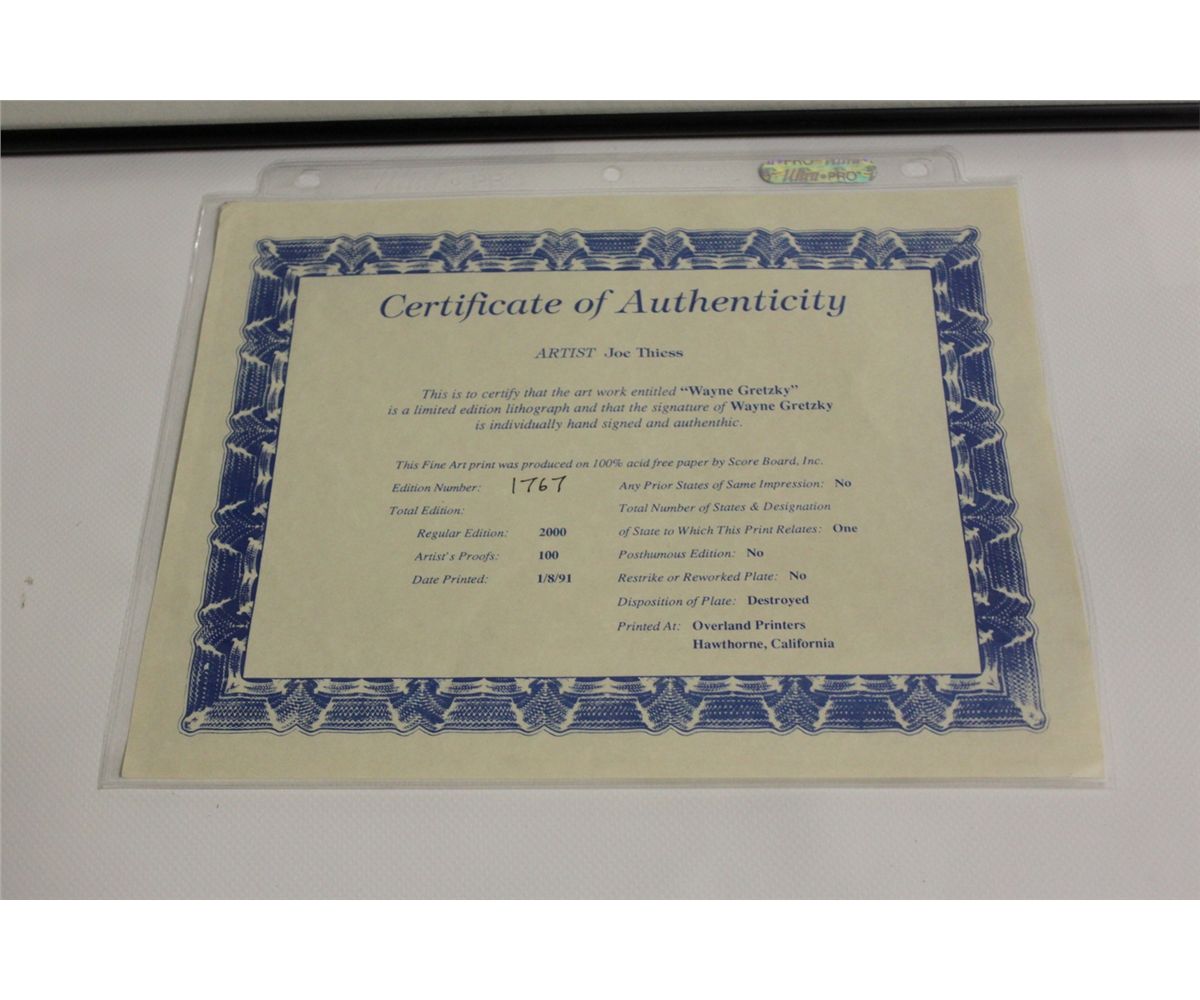 PRO Ultra
Ultra PRO
Certificate of Authenticity
ARTIST Joe Thiess
This is to certify that the art work entitled “Wayne Gretzky”
is a limited edition lithograph and that the signature of Wayne Gretzky
is individually hand signed and authenthic.
This Fine Art print was produced on 100% acid free paper by Score Board, Inc.
Edition Number: 1767
Total Edition:
Regular Edition: 2000
Artist's Proofs: 100
Date Printed: 1/8/91
Any Prior States of Same Impression: No
Total Number of States & Designation
of State to Which This Print Relates: One
Posthumous Edition: No
Restrike or Reworked Plate: No
Disposition of Plate: Destroyed
Printed At: Overland Printers
Hawthorne, California